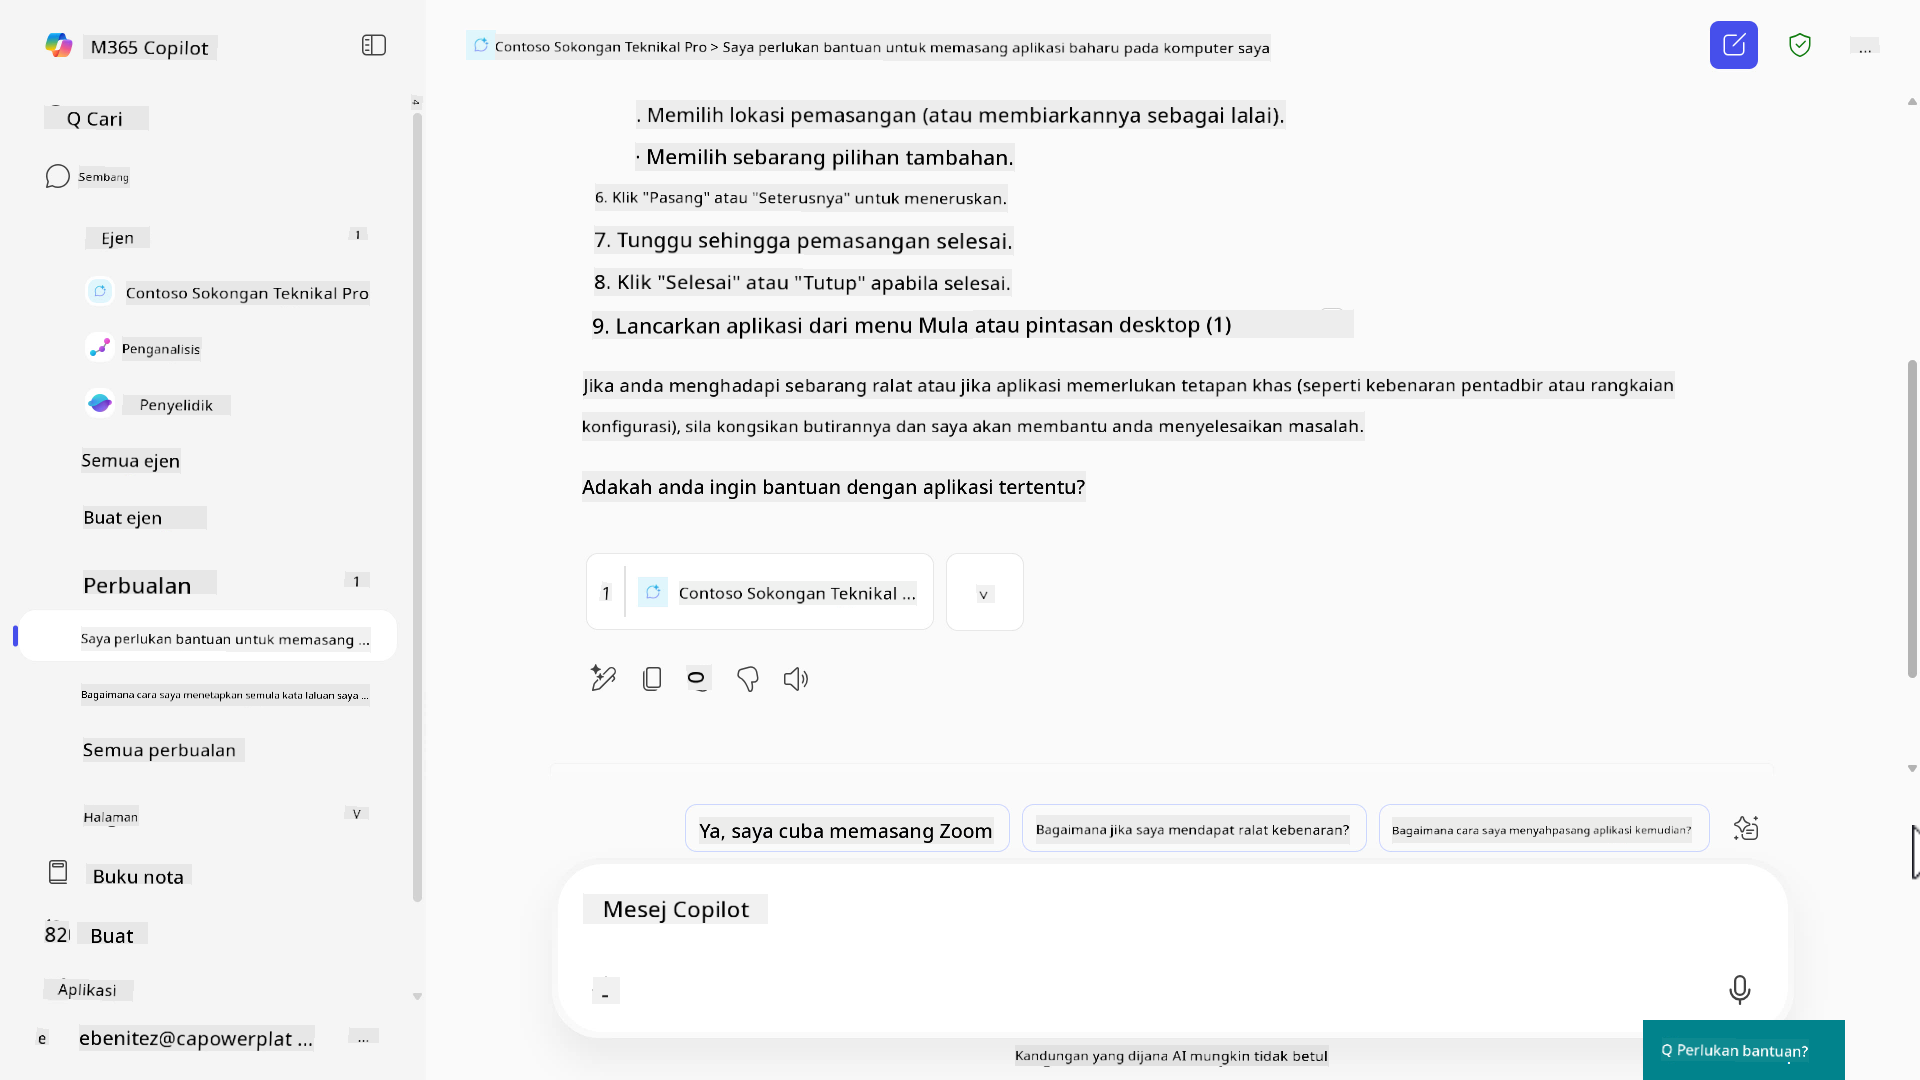 M365 Copilot
Q Cari
Sembang
Ejen 1
Contoso Sokongan Teknikal Pro
Penganalisis
Penyelidik
Semua ejen
Buat ejen
Perbualan 1
Saya perlukan bantuan untuk memasang ...
Bagaimana cara saya menetapkan semula kata laluan saya ...
Semua perbualan
Halaman V
Buku nota
82 Buat
Aplikasi
e ebenitez@capowerplat ... ...
Contoso Sokongan Teknikal Pro > Saya perlukan bantuan untuk memasang aplikasi baharu pada komputer saya
...
. Memilih lokasi pemasangan (atau membiarkannya sebagai lalai).
· Memilih sebarang pilihan tambahan.
6. Klik "Pasang" atau "Seterusnya" untuk meneruskan.
7. Tunggu sehingga pemasangan selesai.
8. Klik "Selesai" atau "Tutup" apabila selesai.
9. Lancarkan aplikasi dari menu Mula atau pintasan desktop (1)
Jika anda menghadapi sebarang ralat atau jika aplikasi memerlukan tetapan khas (seperti kebenaran pentadbir atau rangkaian
konfigurasi), sila kongsikan butirannya dan saya akan membantu anda menyelesaikan masalah.
Adakah anda ingin bantuan dengan aplikasi tertentu?
1 Contoso Sokongan Teknikal ... v
Ya, saya cuba memasang Zoom
Bagaimana jika saya mendapat ralat kebenaran?
Bagaimana cara saya menyahpasang aplikasi kemudian?
Mesej Copilot
-
Kandungan yang dijana AI mungkin tidak betul
Q Perlukan bantuan?